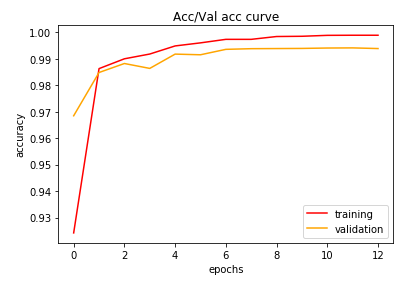 Acc/Val acc curve
1.00
0.99
0.98
0.97
0.96
0.95
0.94
0.93
accuracy
training
validation
0 2 4 6 8 10 12
epochs